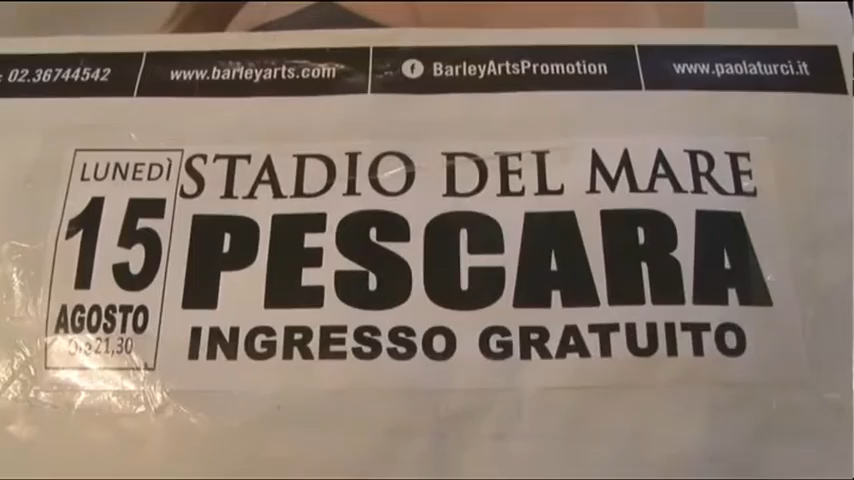 : 02.36744542 www.barleyarts.com f BarleyArtsPromotion www.paolaturci.it
LUNEDÌ
15
AGOSTO
Ore 21,30
STADIO DEL MARE
PESCARA
INGRESSO GRATUITO